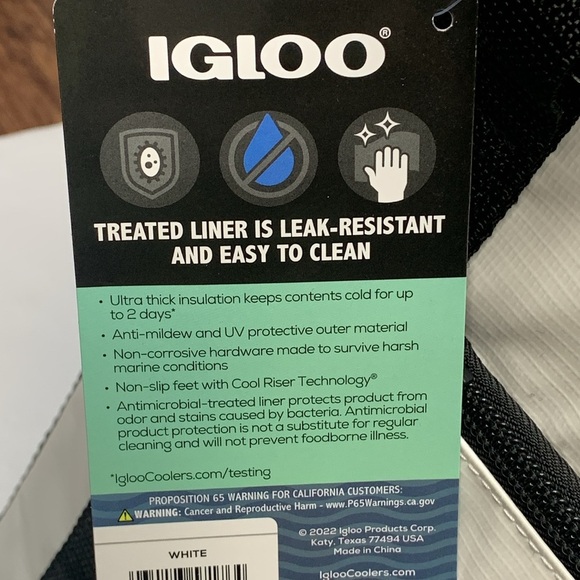 IGLOO®
TREATED LINER IS LEAK-RESISTANT
AND EASY TO CLEAN
• Ultra thick insulation keeps contents cold for up
to 2 days*
• Anti-mildew and UV protective outer material
• Non-corrosive hardware made to survive harsh
marine conditions
• Non-slip feet with Cool Riser Technology®
• Antimicrobial-treated liner protects product from
odor and stains caused by bacteria. Antimicrobial
product protection is not a substitute for regular
cleaning and will not prevent foodborne illness.
*IglooCoolers.com/testing
PROPOSITION 65 WARNING FOR CALIFORNIA CUSTOMERS:
WARNING: Cancer and Reproductive Harm - www.P65Warnings.ca.gov
WHITE
© 2022 Igloo Products Corp.
Katy, Texas 77494 USA
Made in China
IglooCoolers.com